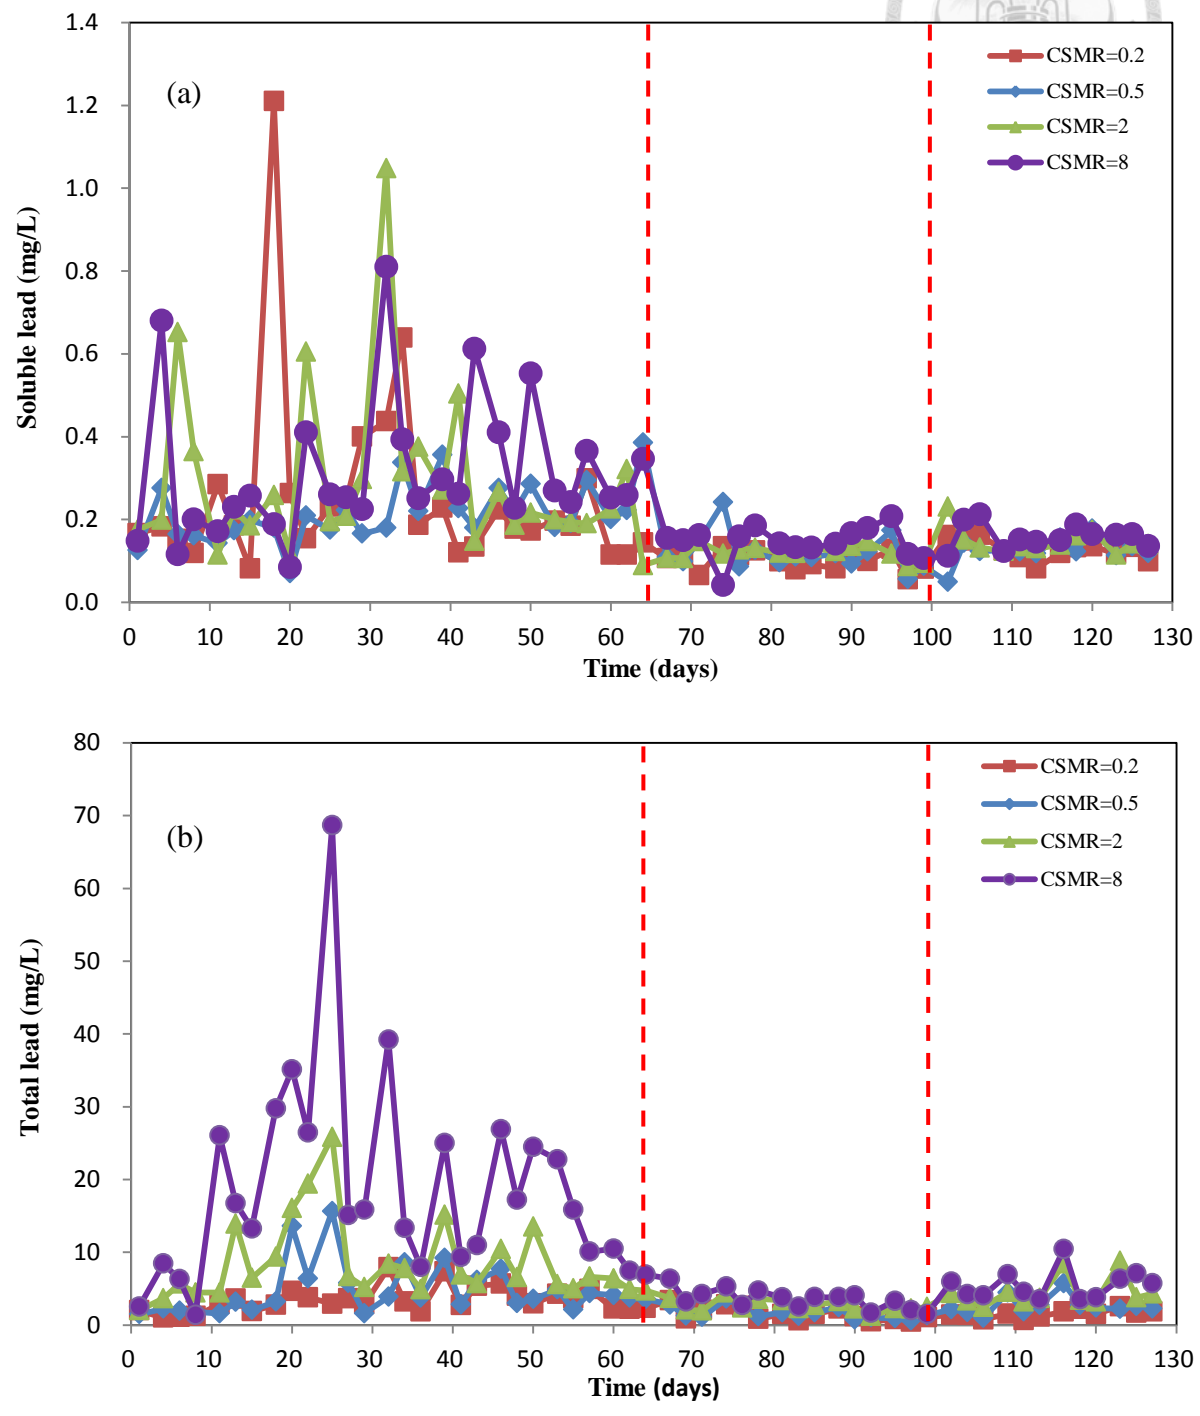 1.4
1.2
1.0
0.8
0.6
0.4
0.2
0.0
Soluble lead (mg/L)
(a)
CSMR=0.2
CSMR=0.5
CSMR=2
CSMR=8
0 10 20 30 40 50 60 70 80 90 100 110 120 130
Time (days)
80
70
60
50
40
30
20
10
0
Total lead (mg/L)
(b)
CSMR=0.2
CSMR=0.5
CSMR=2
CSMR=8
0 10 20 30 40 50 60 70 80 90 100 110 120 130
Time (days)